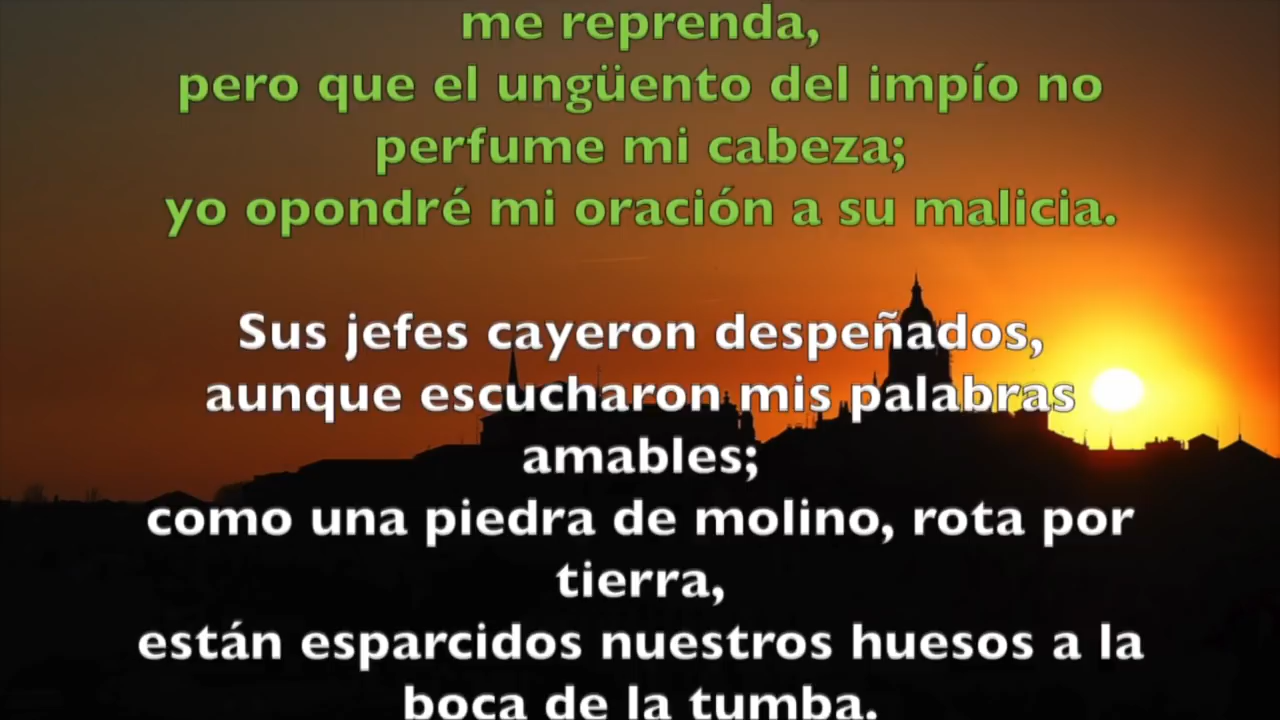 me reprenda,
pero que el ungüento del impío no
perfume mi cabeza;
yo opondré mi oración a su malicia.
Sus jefes cayeron despeñados,
aunque escucharon mis palabras
amables;
como una piedra de molino, rota por
tierra,
están esparcidos nuestros huesos a la
boca de la tumba.